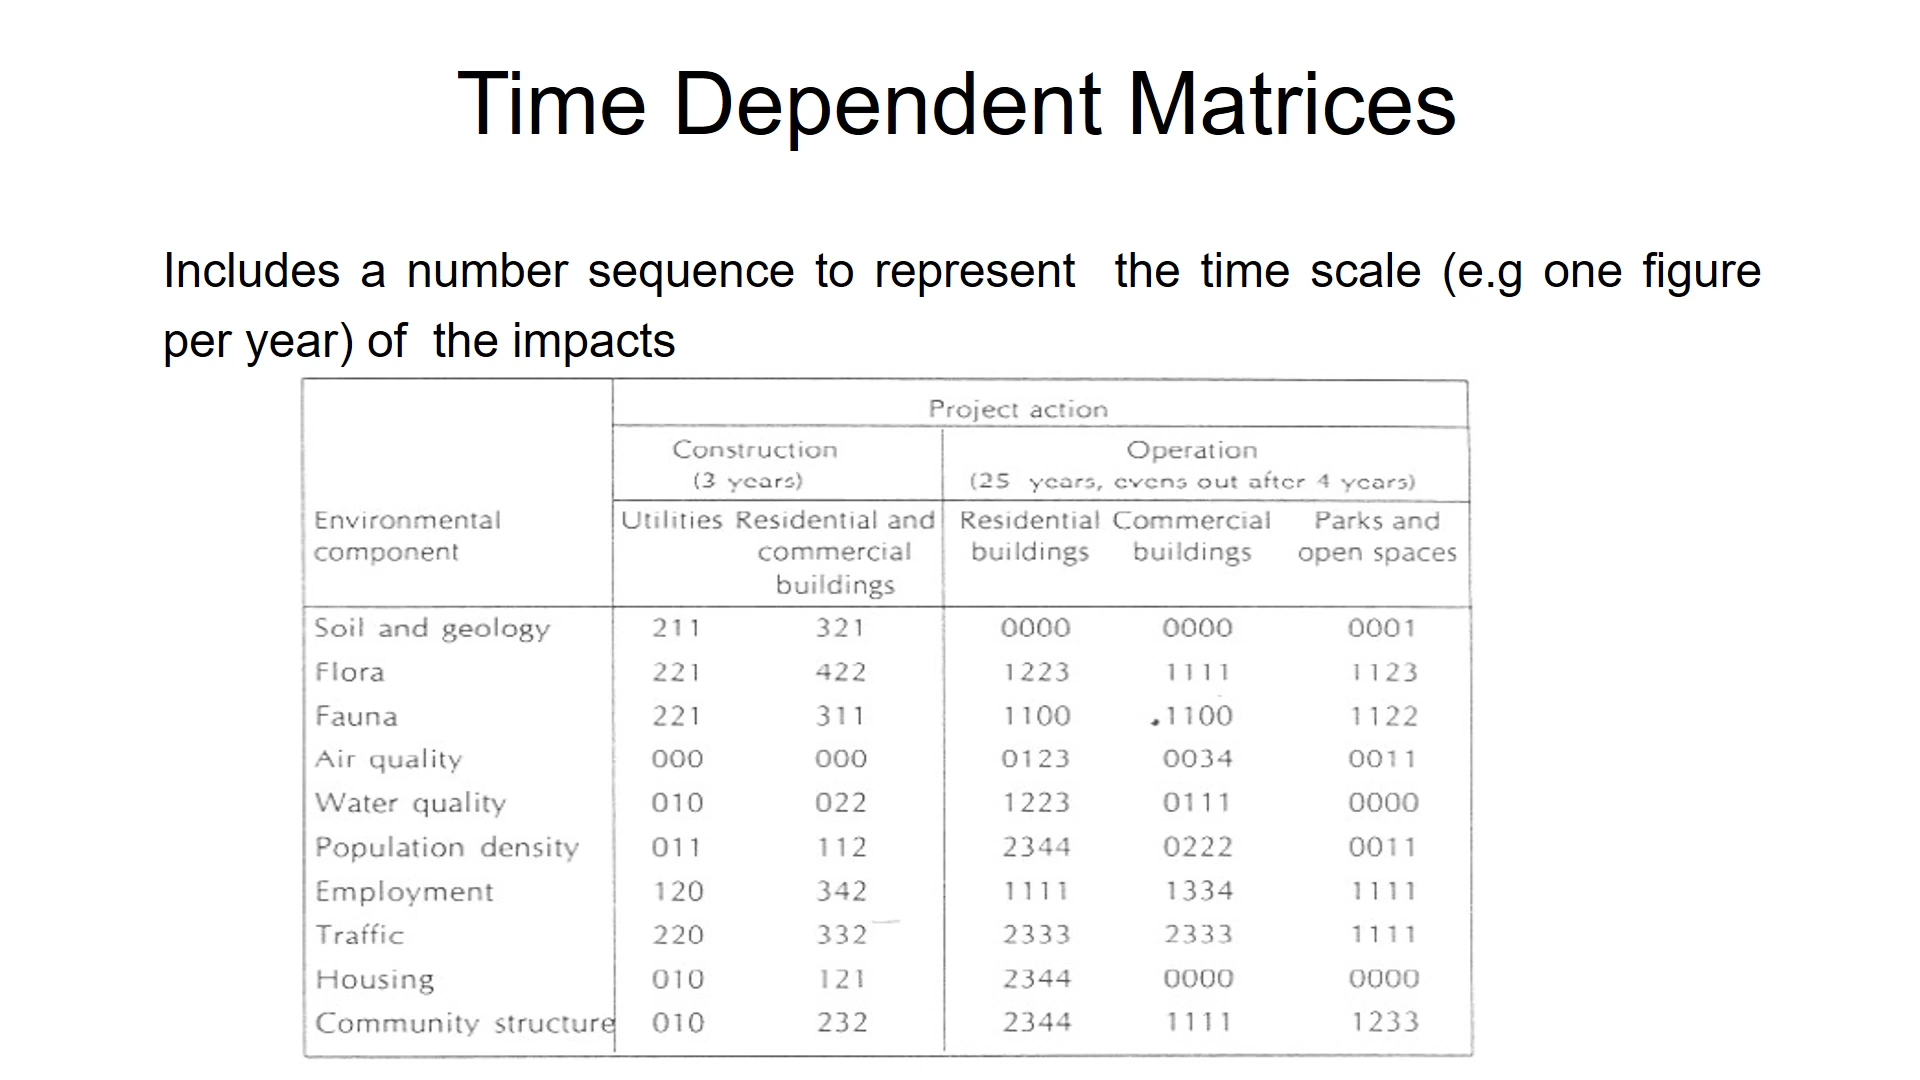 Time Dependent Matrices
Includes a number sequence to represent the time scale (e.g one figure
per year) of the impacts
Project action
Construction Operation
(3 years) (25 years, evens out after 4 years)
Environmental Utilities Residential and Residential Commercial Parks and
component commercial buildings buildings open spaces
buildings
Soil and geology 211 321 0000 0000 0001
Flora 221 422 1223 1111 1123
Fauna 221 311 1100 .1100 1122
Air quality 000 000 0123 0034 0011
Water quality 010 022 1223 0111 0000
Population density 011 112 2344 0222 0011
Employment 120 342 1111 1334 1111
Traffic 220 332 2333 2333 1111
Housing 010 121 2344 0000 0000
Community structure 010 232 2344 1111 1233